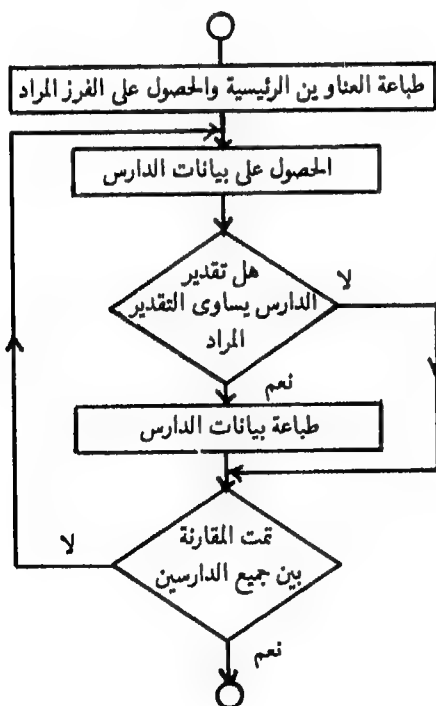 طباعة العناوين الرئيسية والحصول على الفرز المراد
الحصول على بيانات الدارس
هل تقدير
الدارس يساوى التقدير
المراد
لا
نعم
طباعة بيانات الدارس
تمت المقارنة
بين جميع الدارسين
لا
نعم